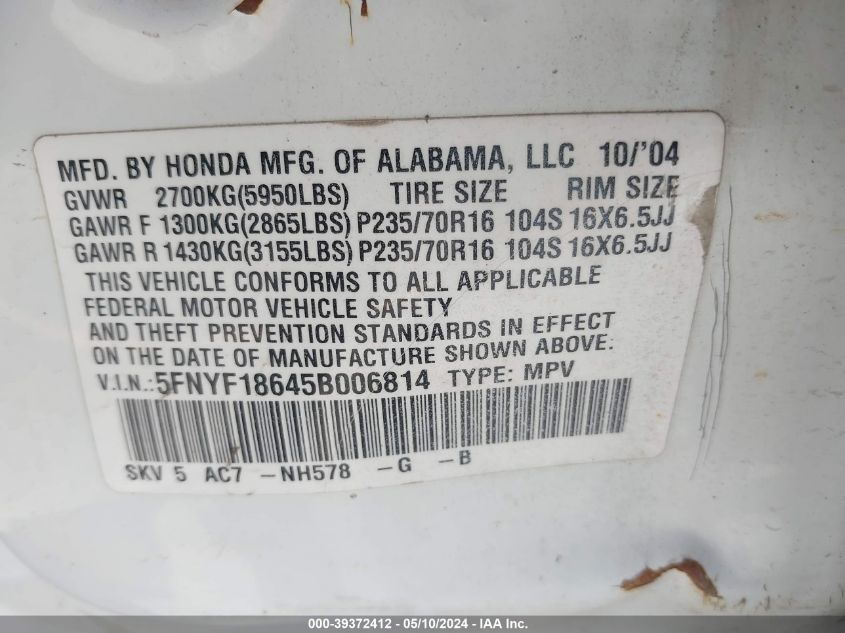 MFD. BY HONDA MFG. OF ALABAMA, LLC 10/'04
GVWR 2700KG(5950LBS) TIRE SIZE RIM SIZE
GAWR F 1300KG(2865LBS) P235/70R16 104S 16X6.5JJ
GAWR R 1430KG(3155LBS) P235/70R16 104S 16X6.5JJ
THIS VEHICLE CONFORMS TO ALL APPLICABLE
FEDERAL MOTOR VEHICLE SAFETY
AND THEFT PREVENTION STANDARDS IN EFFECT
ON THE DATE OF MANUFACTURE SHOWN ABOVE:
V.I.N.:5FNYF18645B006814 TYPE: MPV
SKV 5 AC7 -NH578 -G -B
000-39372412 - 05/10/2024 - IAA Inc.